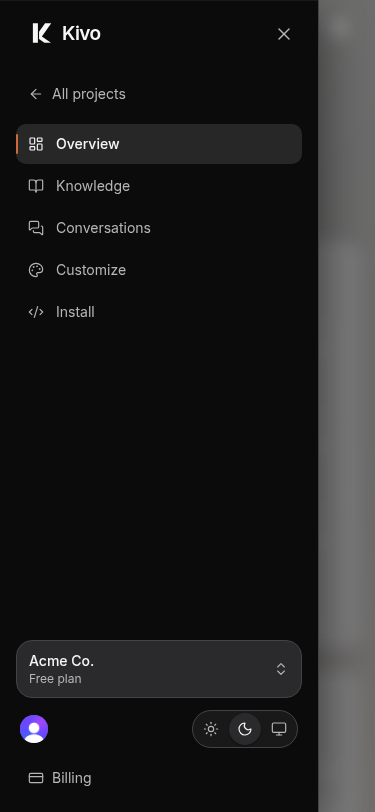 Kivo
All projects
Overview
Knowledge
Conversations
Customize
Install
Acme Co.
Free plan
Billing